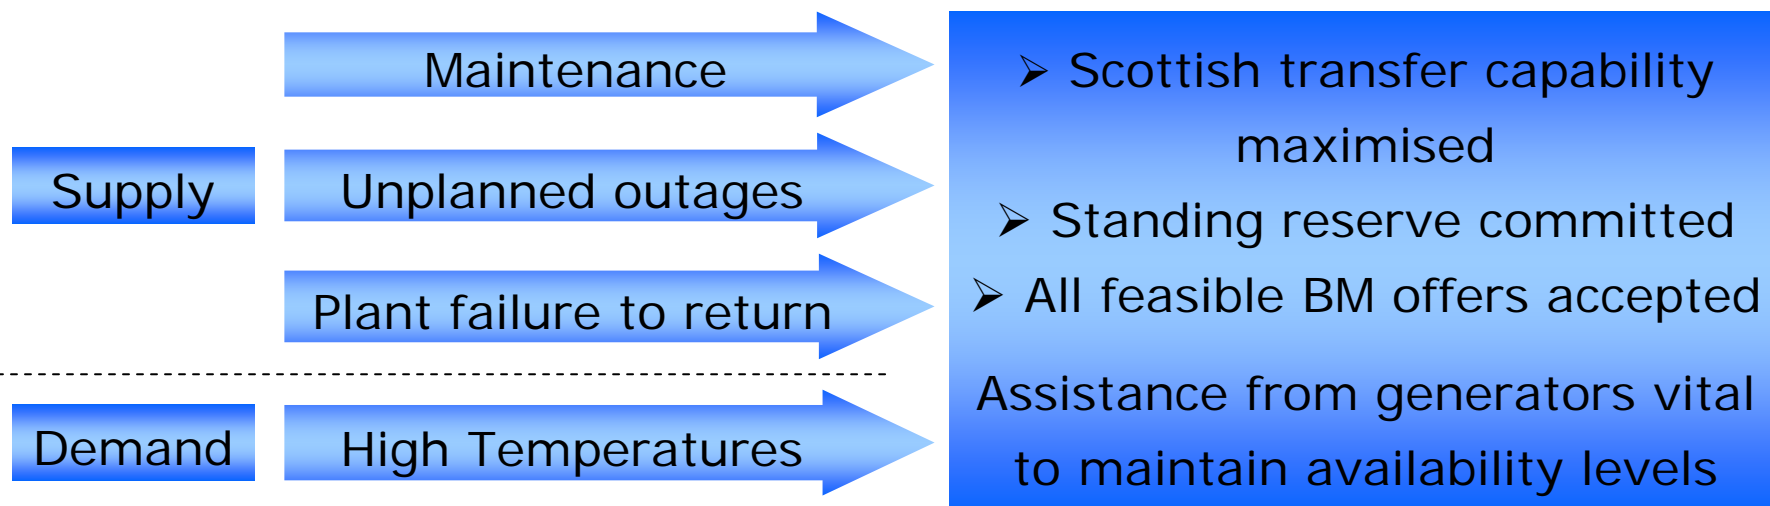 Supply
Maintenance
Unplanned outages
Plant failure to return
Demand
High Temperatures
➢ Scottish transfer capability
maximised
➢ Standing reserve committed
➢ All feasible BM offers accepted
Assistance from generators vital
to maintain availability levels